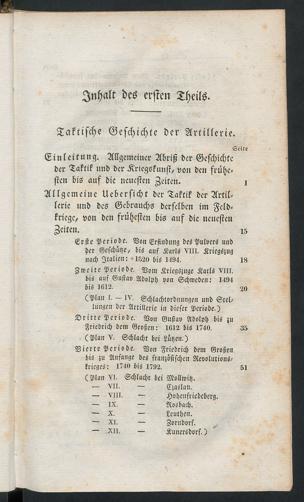 Inhalt des ersten Theils.
Taktische Geschichte der Artillerie.
Seite
Einleitung. Allgemeiner Abriß der Geschichte
der Taktik und der Kriegskunst, von den frühe-
sten bis auf die neuesten Zeiten. 1
Allgemeine Uebersicht der Taktik der Artil-
lerie und des Gebrauchs derselben im Feld-
kriege, von den frühesten bis auf die neuesten
Zeiten. 15
Erste Periode. Von Erfindung des Pulvers und
der Geschütze, bis auf Karls VIII. Kriegszug
nach Italien: 1320 bis 1494. 18
Zweite Periode. Vom Kriegszuge Karls VIII.
bis auf Gustav Adolph von Schweden: 1494
bis 1612. 20
(Plan I. — IV. Schlachtordnungen und Stel-
lungen der Artillerie in dieser Periode.)
Dritte Periode. Von Gustav Adolph bis zu
Friedrich dem Großen: 1612 bis 1740. 35
(Plan V. Schlacht bei Lützen.)
Vierte Periode. Von Friedrich dem Großen
bis zu Anfange des französischen Revolutions-
krieges: 1740 bis 1792. 51
(Plan VI. Schlacht bei Mollwitz.
— VII. — Czaslau.
— VIII. — Hohenfriedeberg.
— IX. — Rosbach.
— X. — Leuthen.
— XI. — Zorndorf.
— XII. — Kunersdorf.)